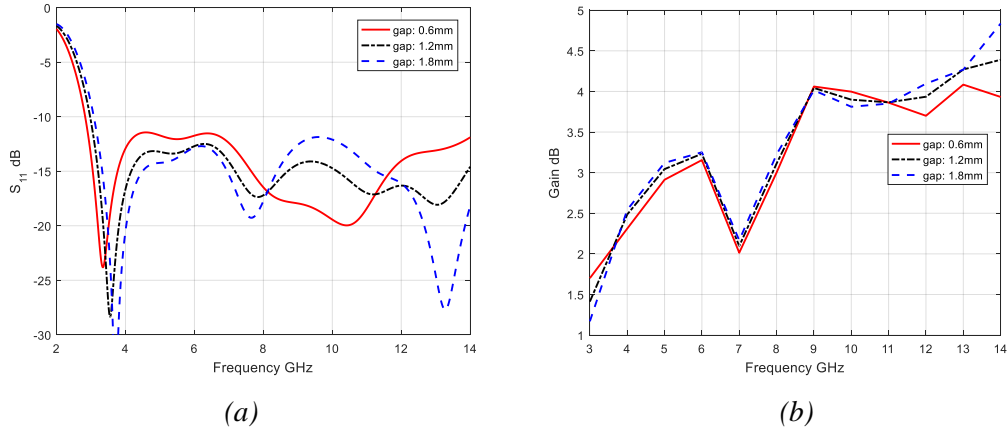 0
-5
-10
-15
-20
-25
-30
S11 dB
2
4
6
8
10
12
14
Frequency GHz
gap: 0.6mm
gap: 1.2mm
gap: 1.8mm
(a)
5
4.5
4
3.5
3
2.5
2
1.5
1
Gain dB
3
4
5
6
7
8
9
10
11
12
13
14
Frequency GHz
gap: 0.6mm
gap: 1.2mm
gap: 1.8mm
(b)